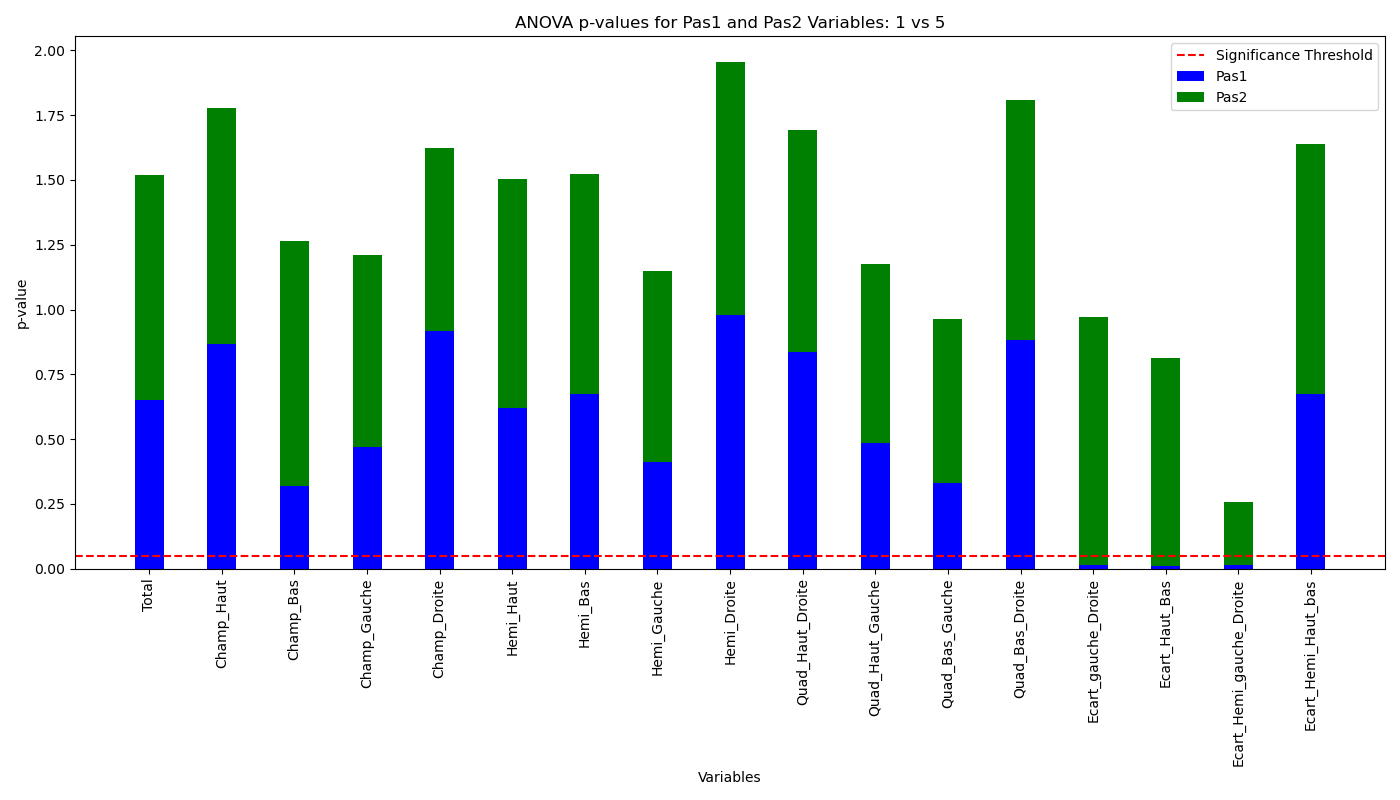 ANOVA p-values for Pas1 and Pas2 Variables: 1 vs 5
Significance Threshold
Pas1
Pas2
p-value
2.00
1.75
1.50
1.25
1.00
0.75
0.50
0.25
0.00
Total
Champ_Haut
Champ_Bas
Champ_Gauche
Champ_Droite
Hemi_Haut
Hemi_Bas
Hemi_Gauche
Hemi_Droite
Quad_Haut_Droite
Quad_Haut_Gauche
Quad_Bas_Gauche
Quad_Bas_Droite
Ecart_gauche_Droite
Ecart_Haut_Bas
Ecart_Hemi_gauche_Droite
Ecart_Hemi_Haut_bas
Variables